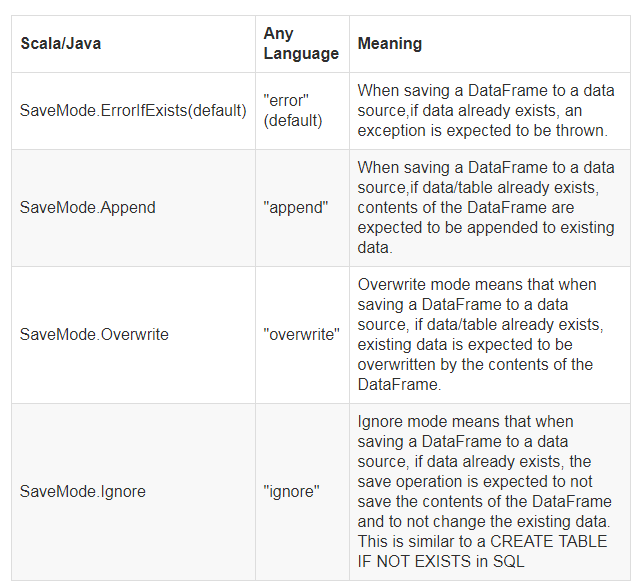 Scala/Java
Any
Language
Meaning
SaveMode.ErrorIfExists(default)
"error"
(default)
When saving a DataFrame to a data
source,if data already exists, an
exception is expected to be thrown.
SaveMode.Append
"append"
When saving a DataFrame to a data
source,if data/table already exists,
contents of the DataFrame are
expected to be appended to existing
data.
SaveMode.Overwrite
"overwrite"
Overwrite mode means that when
saving a DataFrame to a data
source, if data/table already exists,
existing data is expected to be
overwritten by the contents of the
DataFrame.
SaveMode.Ignore
"ignore"
Ignore mode means that when
saving a DataFrame to a data
source, if data already exists, the
save operation is expected to not
save the contents of the DataFrame
and to not change the existing data.
This is similar to a CREATE TABLE
IF NOT EXISTS in SQL